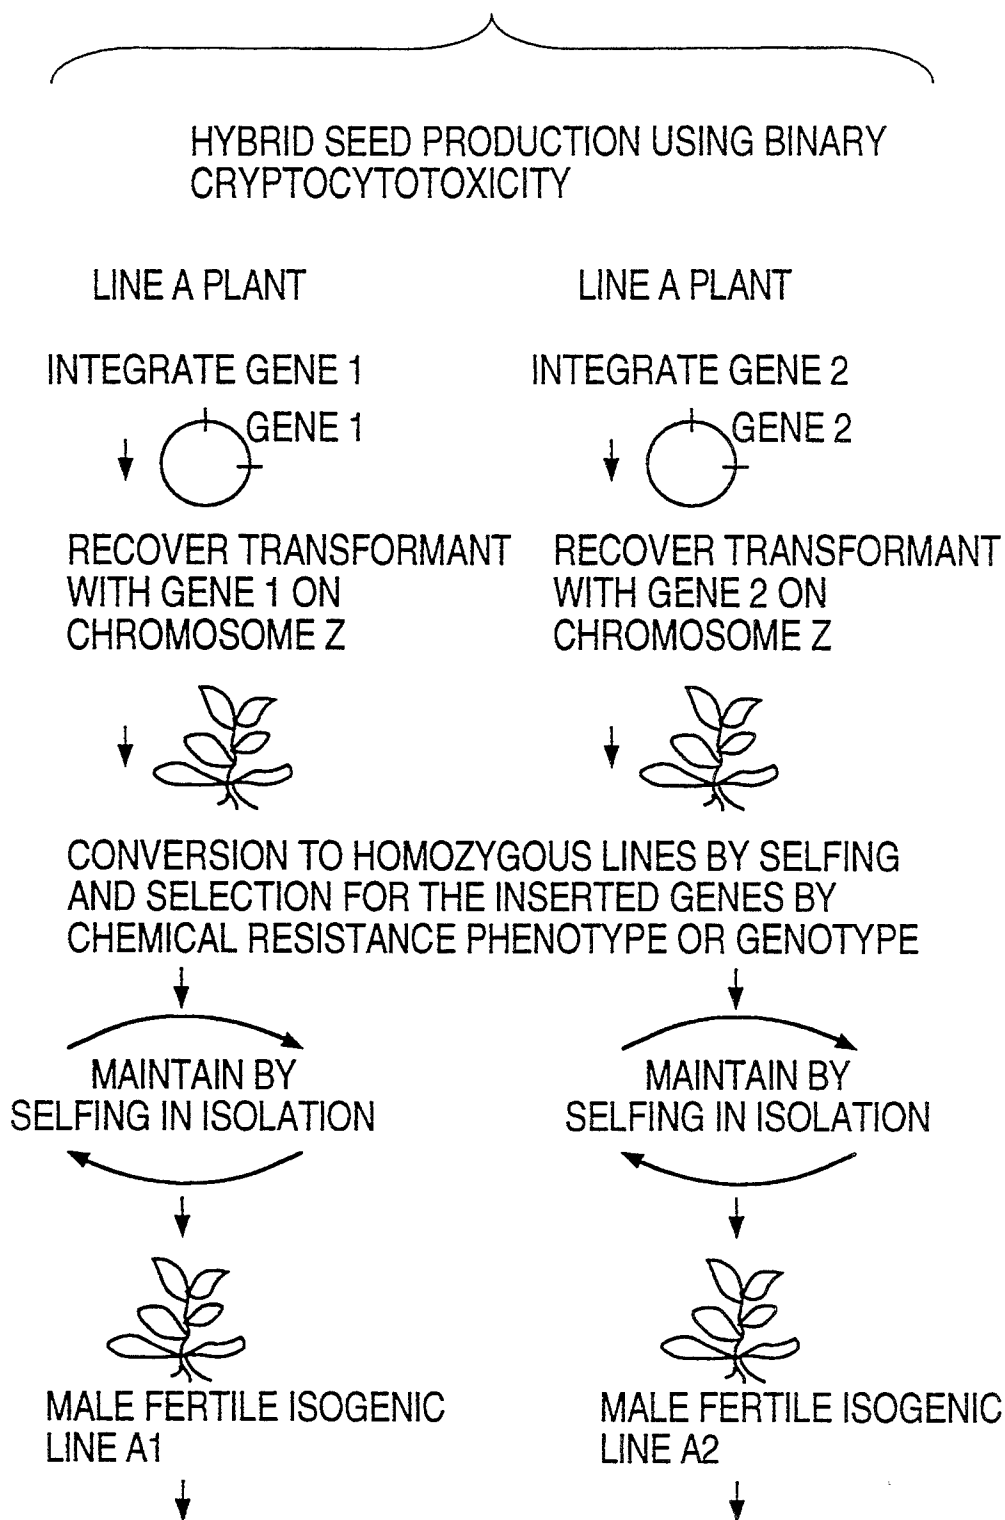 HYBRID SEED PRODUCTION USING BINARY
CRYPTOCYTOTOXICITY
LINE A PLANT
LINE A PLANT
INTEGRATE GENE 1
INTEGRATE GENE 2
GENE 1
GENE 2
RECOVER TRANSFORMANT
WITH GENE 1 ON
CHROMOSOME Z
RECOVER TRANSFORMANT
WITH GENE 2 ON
CHROMOSOME Z
CONVERSION TO HOMOZYGOUS LINES BY SELFING
AND SELECTION FOR THE INSERTED GENES BY
CHEMICAL RESISTANCE PHENOTYPE OR GENOTYPE
MAINTAIN BY
SELFING IN ISOLATION
MAINTAIN BY
SELFING IN ISOLATION
MALE FERTILE ISOGENIC
LINE A1
MALE FERTILE ISOGENIC
LINE A2